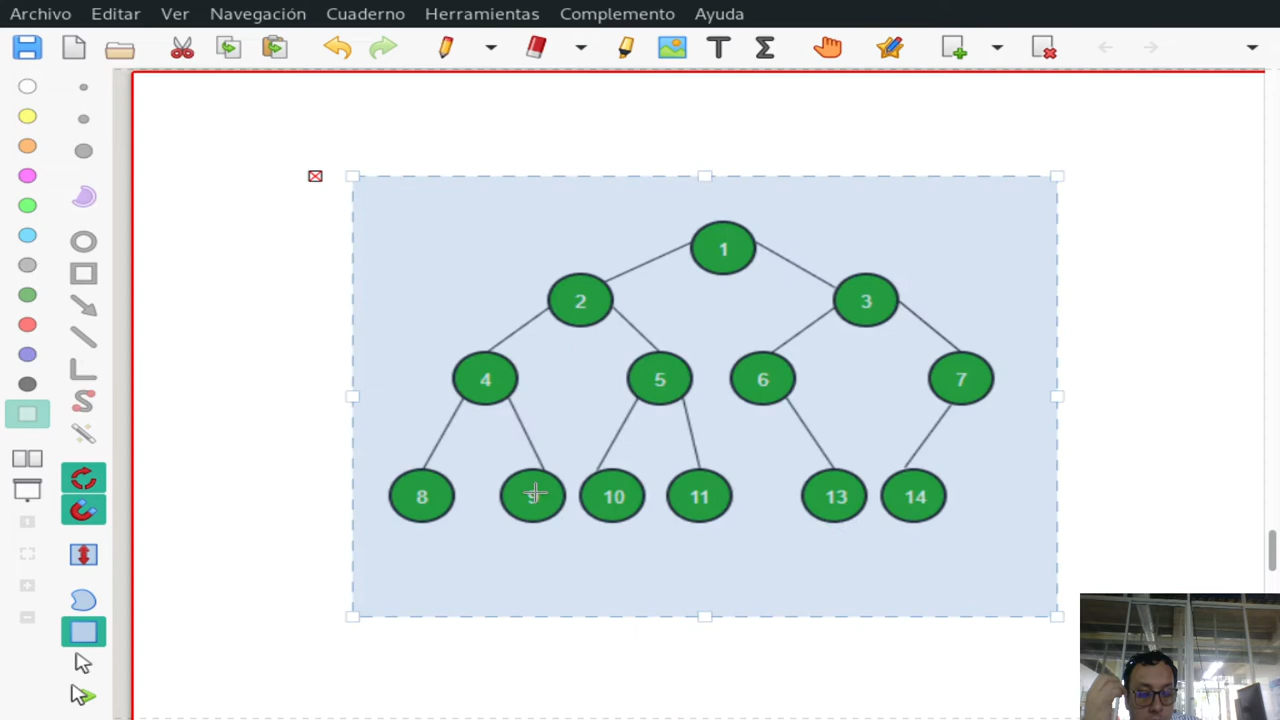 Archivo Editar Ver Navegación Cuaderno Herramientas Complemento Ayuda
1
2 3
4 5 6 7
8 9 10 11 13 14